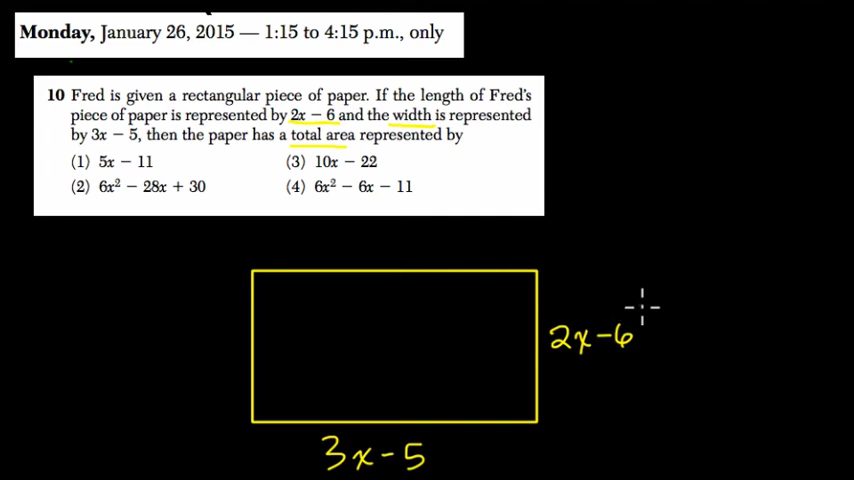 Monday, January 26, 2015 — 1:15 to 4:15 p.m., only
10 Fred is given a rectangular piece of paper. If the length of Fred's
piece of paper is represented by 2x − 6 and the width is represented
by 3x − 5, then the paper has a total area represented by
(1) 5x − 11 (3) 10x − 22
(2) 6x² − 28x + 30 (4) 6x² − 6x − 11
2x−6
3x−5